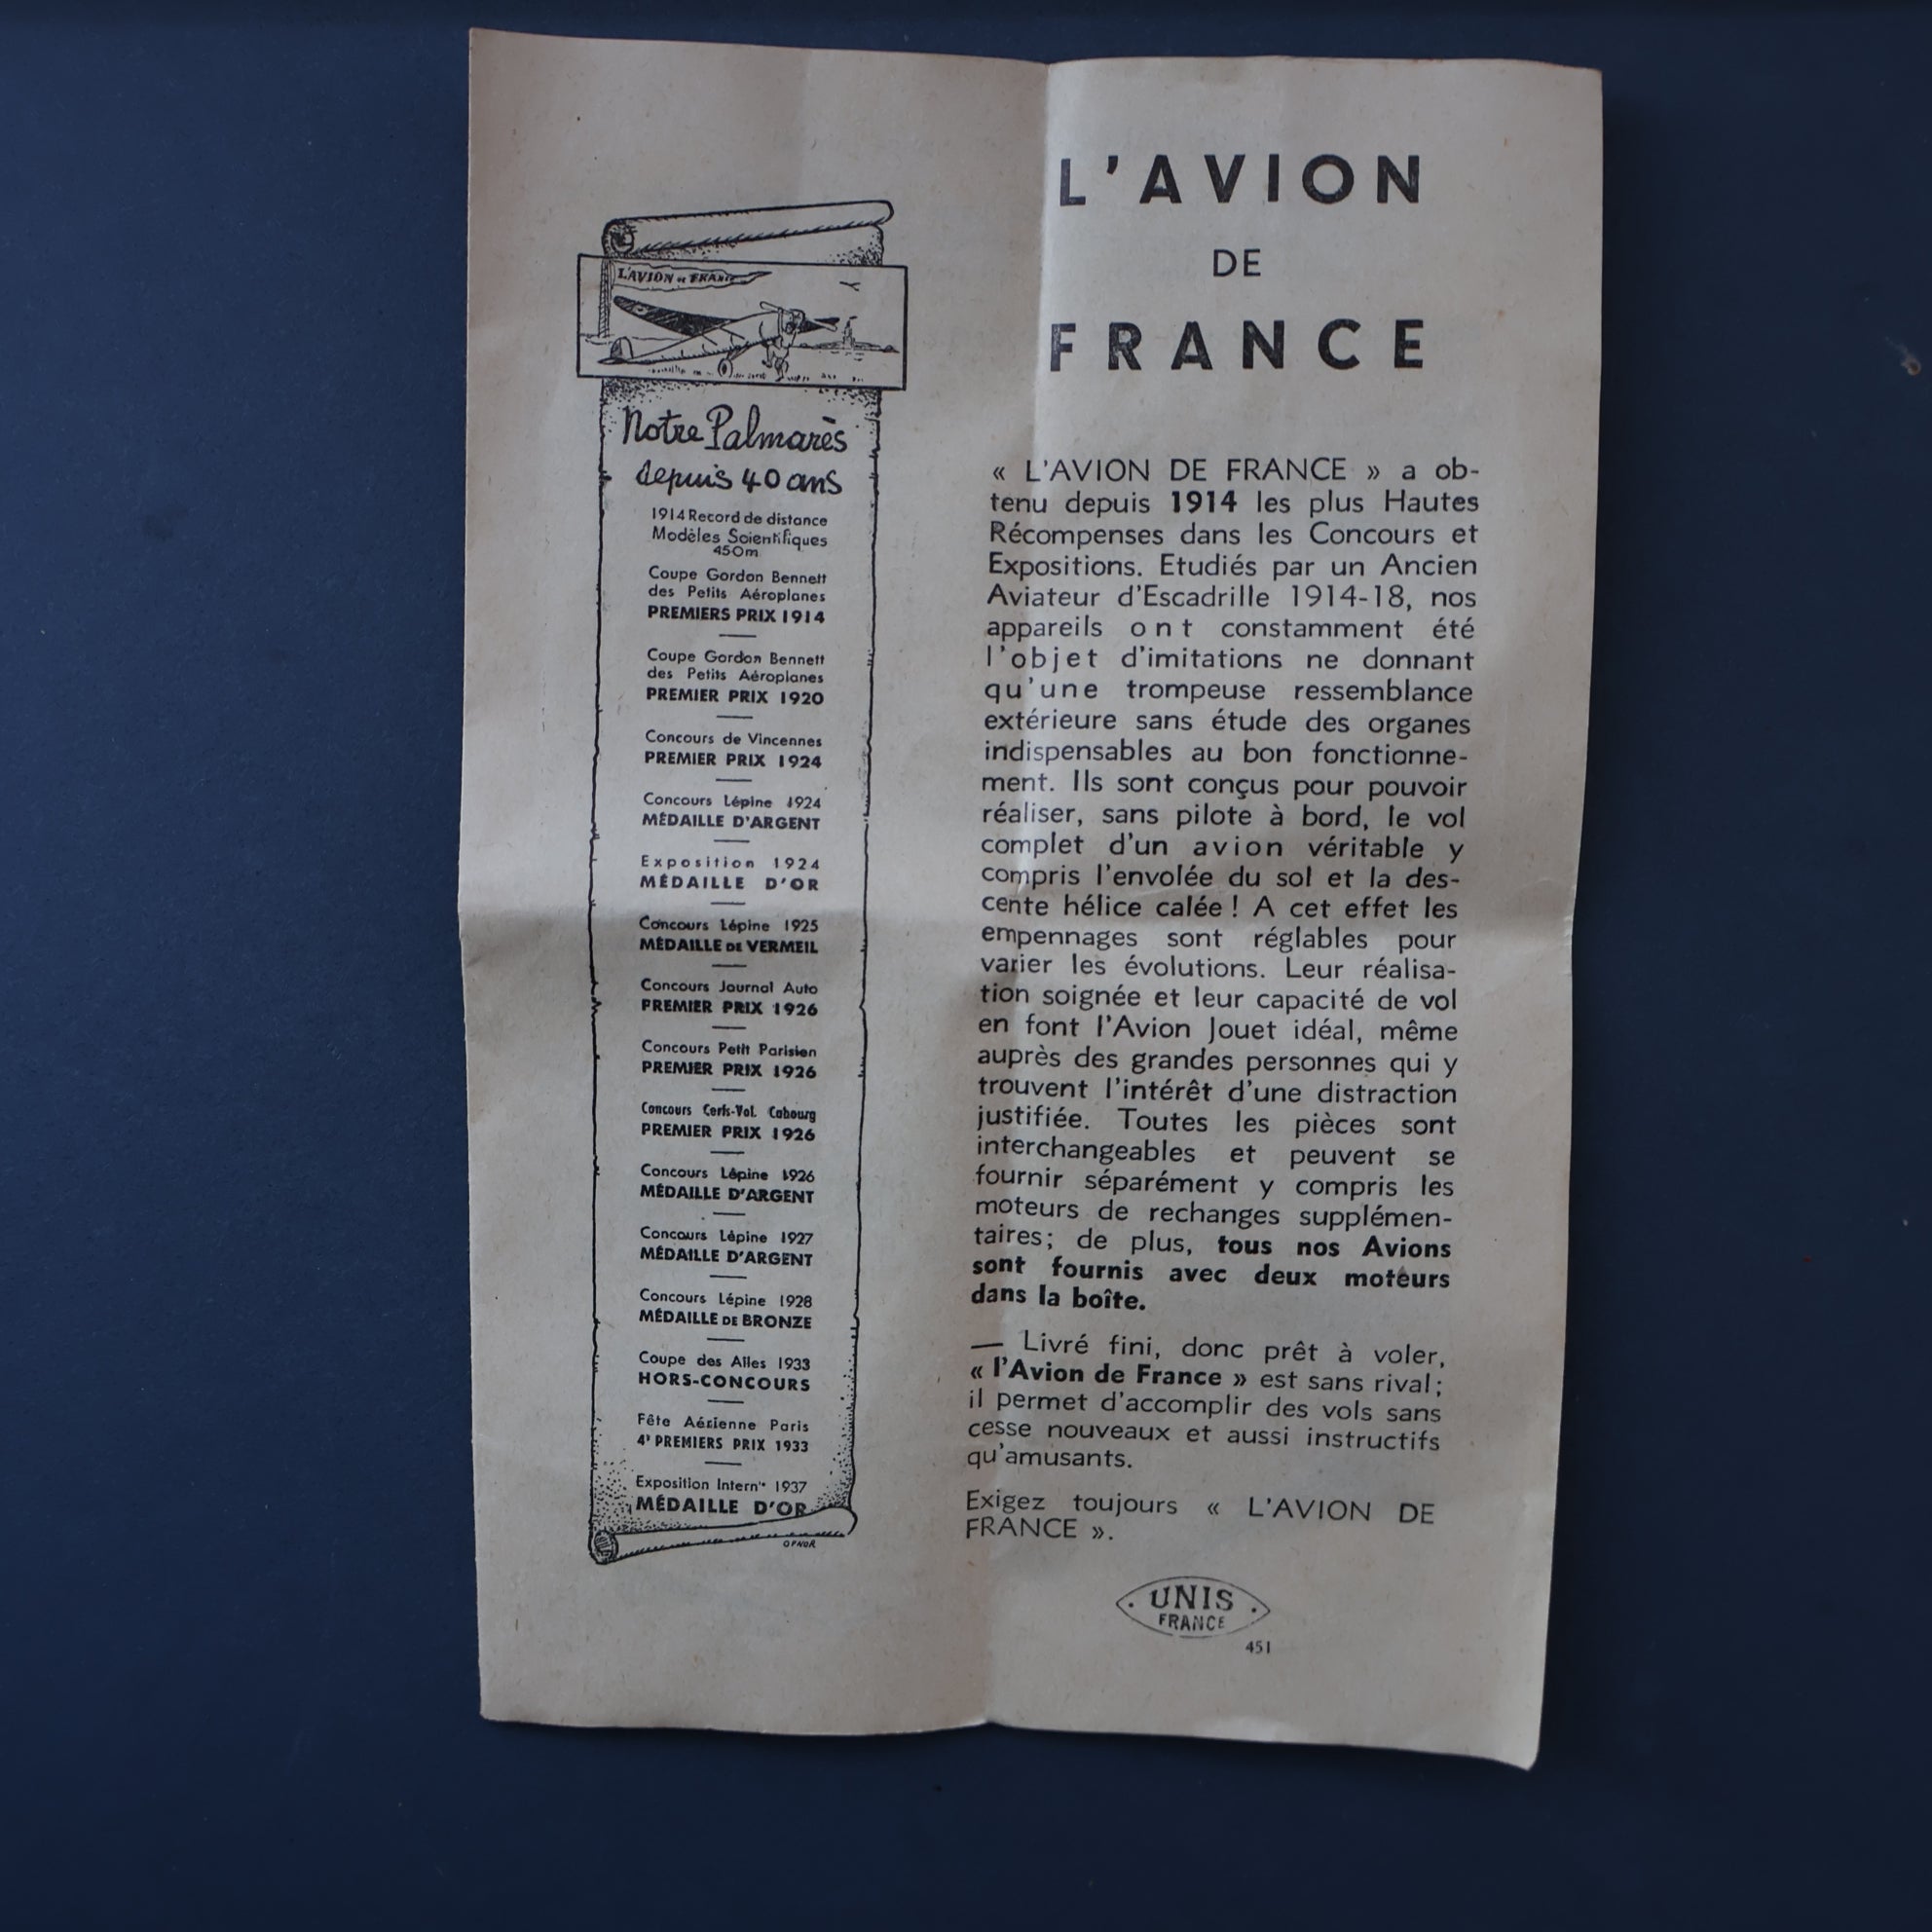 L'AVION DE FRANCE
Notre Palmarès
depuis 40 ans
1914 Record de distance
Modèles Scientifiques
450m
Coupe Gordon Bennett
des Petits Aéroplanes
PREMIERS PRIX 1914
Coupe Gordon Bennett
des Petits Aéroplanes
PREMIER PRIX 1920
Concours de Vincennes
PREMIER PRIX 1924
Concours Lépine 1924
MÉDAILLE D'ARGENT
Exposition 1924
MÉDAILLE D'OR
Concours Lépine 1925
MÉDAILLE DE VERMEIL
Concours Journal Auto
PREMIER PRIX 1926
Concours Petit Parisien
PREMIER PRIX 1926
Concours Cerfs-Vol. Cabourg
PREMIER PRIX 1926
Concours Lépine 1926
MÉDAILLE D'ARGENT
Concours Lépine 1927
MÉDAILLE D'ARGENT
Concours Lépine 1928
MÉDAILLE DE BRONZE
Coupe des Ailes 1933
HORS-CONCOURS
Fête Aérienne Paris
PREMIERS PRIX 1933
Exposition Intern^le 1937
MÉDAILLE D'OR
L'AVION
DE
FRANCE
« L'AVION DE FRANCE » a ob-
tenu depuis 1914 les plus Hautes
Récompenses dans les Concours et
Expositions. Etudiés par un Ancien
Aviateur d'Escadrille 1914-18, nos
appareils ont constamment été
l'objet d'imitations ne donnant
qu'une trompeuse ressemblance
extérieure sans étude des organes
indispensables au bon fonctionne-
ment. Ils sont conçus pour pouvoir
réaliser, sans pilote à bord, le vol
complet d'un avion véritable y
compris l'envolée du sol et la des-
cente hélice calée ! A cet effet les
empennages sont réglables pour
varier les évolutions. Leur réalisa-
tion soignée et leur capacité de vol
en font l'Avion Jouet idéal, même
auprès des grandes personnes qui y
trouvent l'intérêt d'une distraction
justifiée. Toutes les pièces sont
interchangeables et peuvent se
fournir séparément y compris les
moteurs de rechanges supplémen-
taires; de plus, tous nos Avions
sont fournis avec deux moteurs
dans la boîte.
— Livré fini, donc prêt à voler,
« l'Avion de France » est sans rival;
il permet d'accomplir des vols sans
cesse nouveaux et aussi instructifs
qu'amusants.
Exigez toujours « L'AVION DE
FRANCE ».
UNIS
FRANCE
451